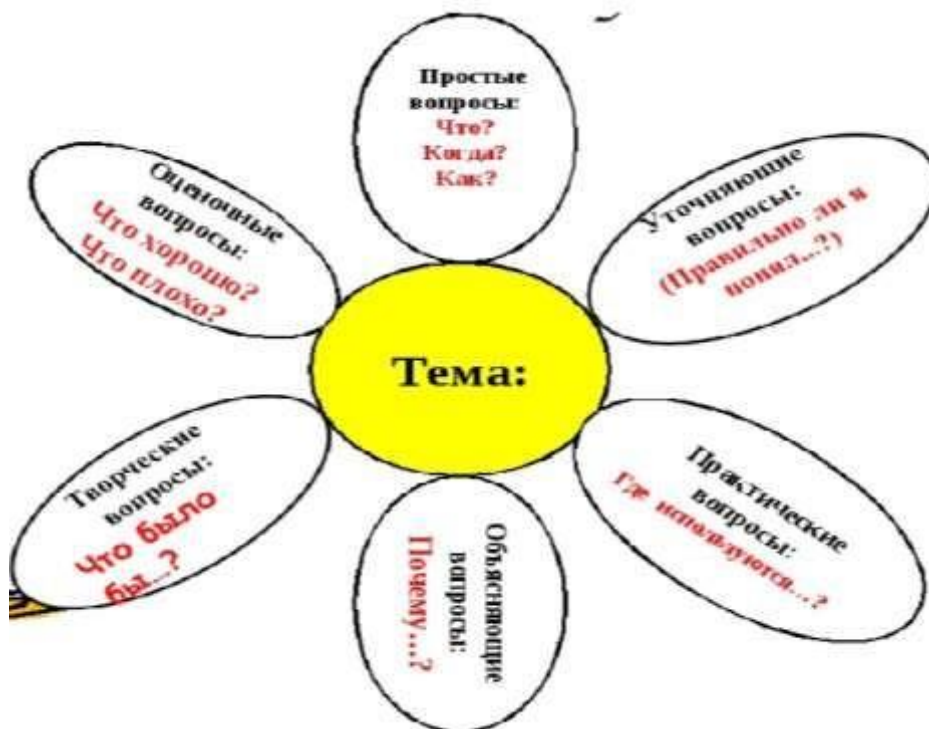 Простые
вопросы:
Что?
Когда?
Как?
Уточняющие
вопросы:
(Правильно ли я
понял...?)
Практические
вопросы:
Где используются...?
Объясняющие
вопросы:
Почему...?
Творческие
вопросы:
Что было
бы...?
Оценочные
вопросы:
Что хорошо?
Что плохо?
Тема: